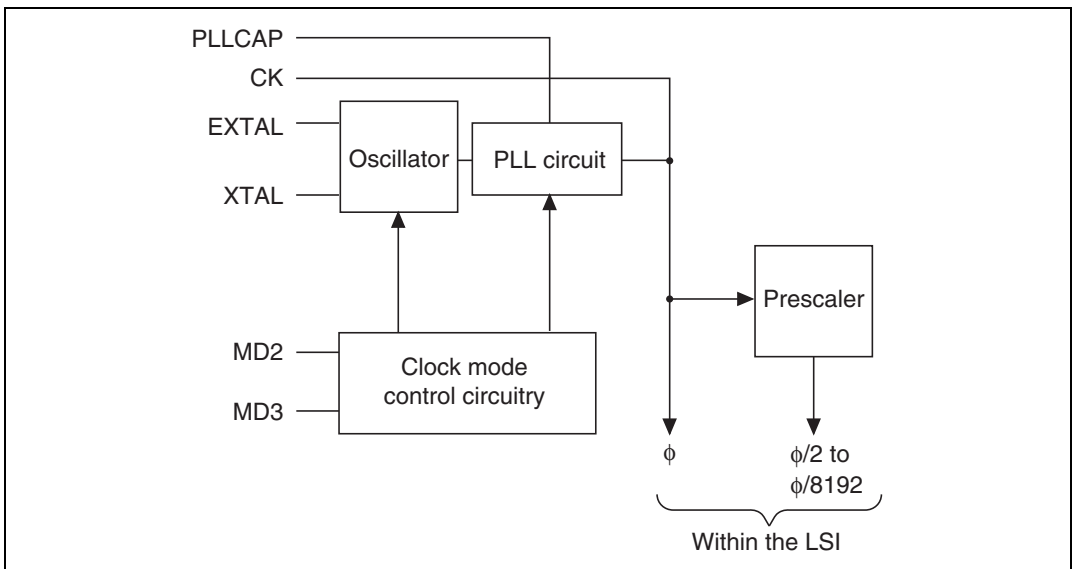 PLLCAP
CK
EXTAL
Oscillator
PLL circuit
XTAL
Prescaler
MD2
Clock mode
control circuitry
MD3
ϕ
ϕ/2 to
ϕ/8192
Within the LSI